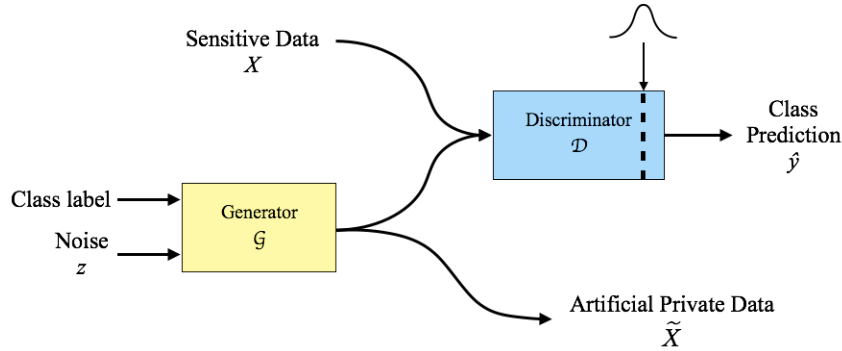 Sensitive Data
X
Discriminator
𝒟
Class
Prediction
ŷ
Class label
Noise
z
Generator
𝒢
Artificial Private Data
X̃